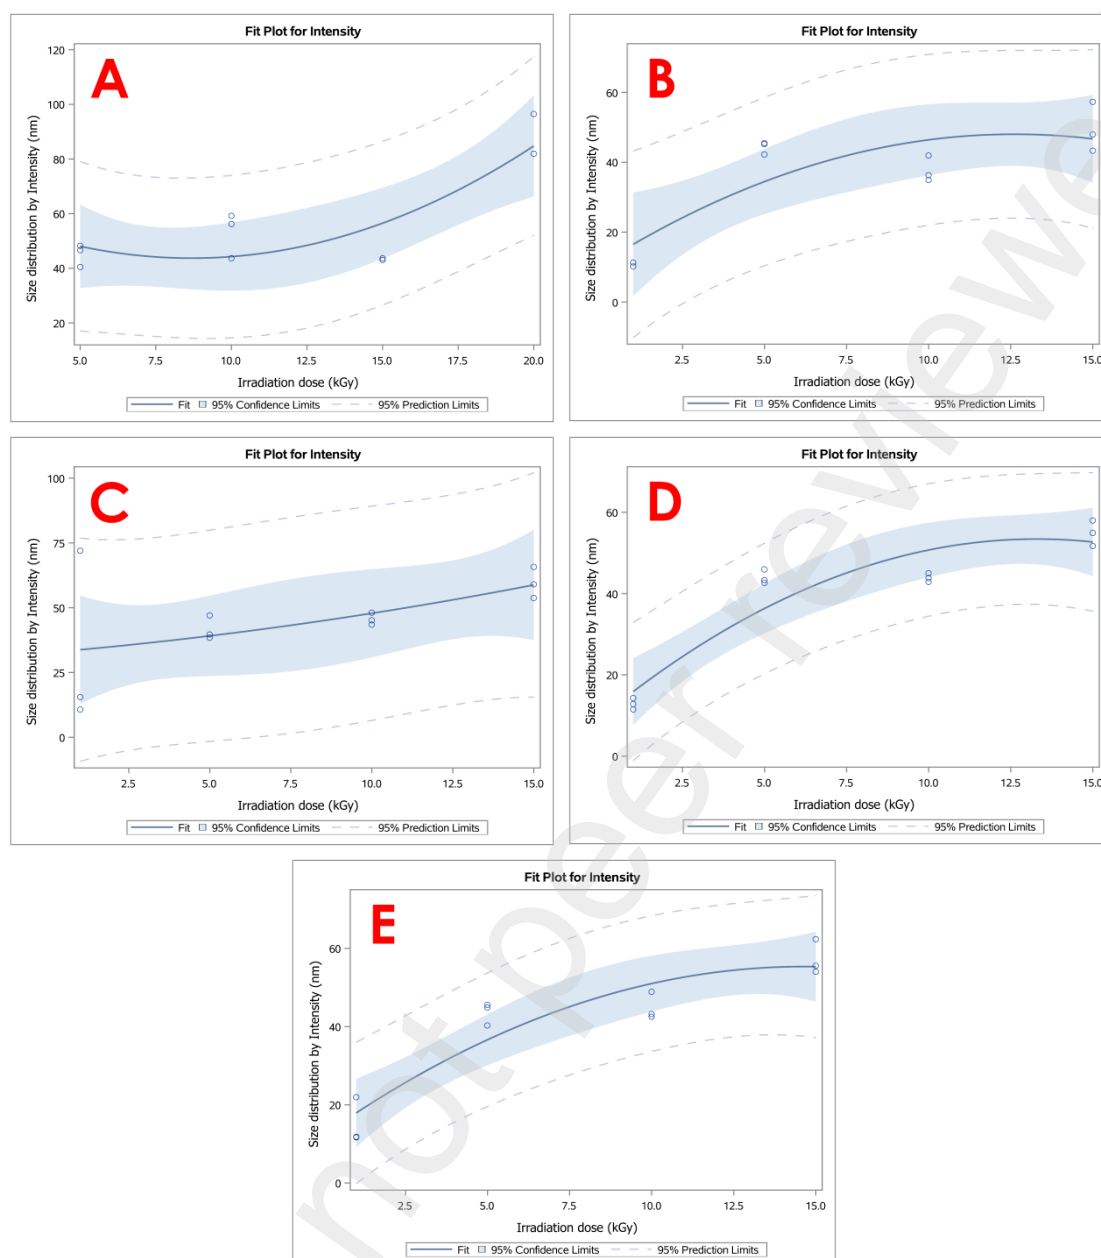 Fit Plot for Intensity
A
Size distribution by Intensity (nm)
120
100
80
60
40
20
5.0 7.5 10.0 12.5 15.0 17.5 20.0
Irradiation dose (kGy)
Fit 95% Confidence Limits 95% Prediction Limits
Fit Plot for Intensity
B
Size distribution by Intensity (nm)
60
40
20
0
2.5 5.0 7.5 10.0 12.5 15.0
Irradiation dose (kGy)
Fit 95% Confidence Limits 95% Prediction Limits
Fit Plot for Intensity
C
Size distribution by Intensity (nm)
100
75
50
25
0
2.5 5.0 7.5 10.0 12.5 15.0
Irradiation dose (kGy)
Fit 95% Confidence Limits 95% Prediction Limits
Fit Plot for Intensity
D
Size distribution by Intensity (nm)
60
40
20
0
2.5 5.0 7.5 10.0 12.5 15.0
Irradiation dose (kGy)
Fit 95% Confidence Limits 95% Prediction Limits
Fit Plot for Intensity
E
Size distribution by Intensity (nm)
60
40
20
0
2.5 5.0 7.5 10.0 12.5 15.0
Irradiation dose (kGy)
Fit 95% Confidence Limits 95% Prediction Limits
not peer reviewe